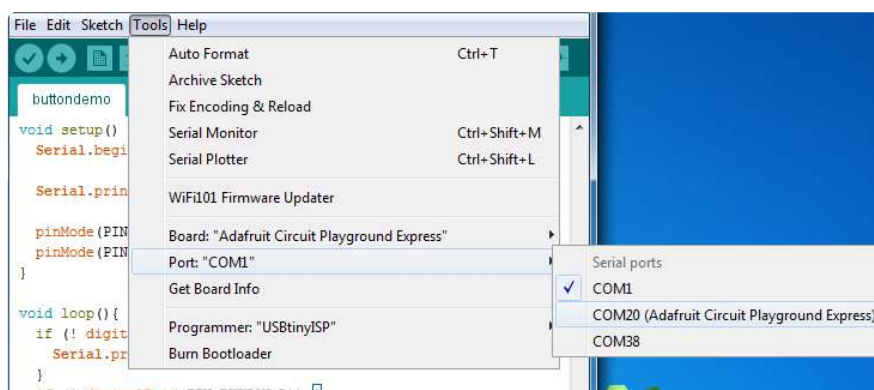 File Edit Sketch Tools Help
Auto Format Ctrl+T
Archive Sketch
Fix Encoding & Reload
Serial Monitor Ctrl+Shift+M
Serial Plotter Ctrl+Shift+L
WiFi101 Firmware Updater
Board: "Adafruit Circuit Playground Express"
Port: "COM1"
Get Board Info
Programmer: "USBtinyISP"
Burn Bootloader
Serial ports
COM1
COM20 (Adafruit Circuit Playground Express)
COM38
buttondemo
void setup()
Serial.begi
Serial.prin
pinMode(PIN
pinMode(PIN
}
void loop(){
if (! digit
Serial.pr
}